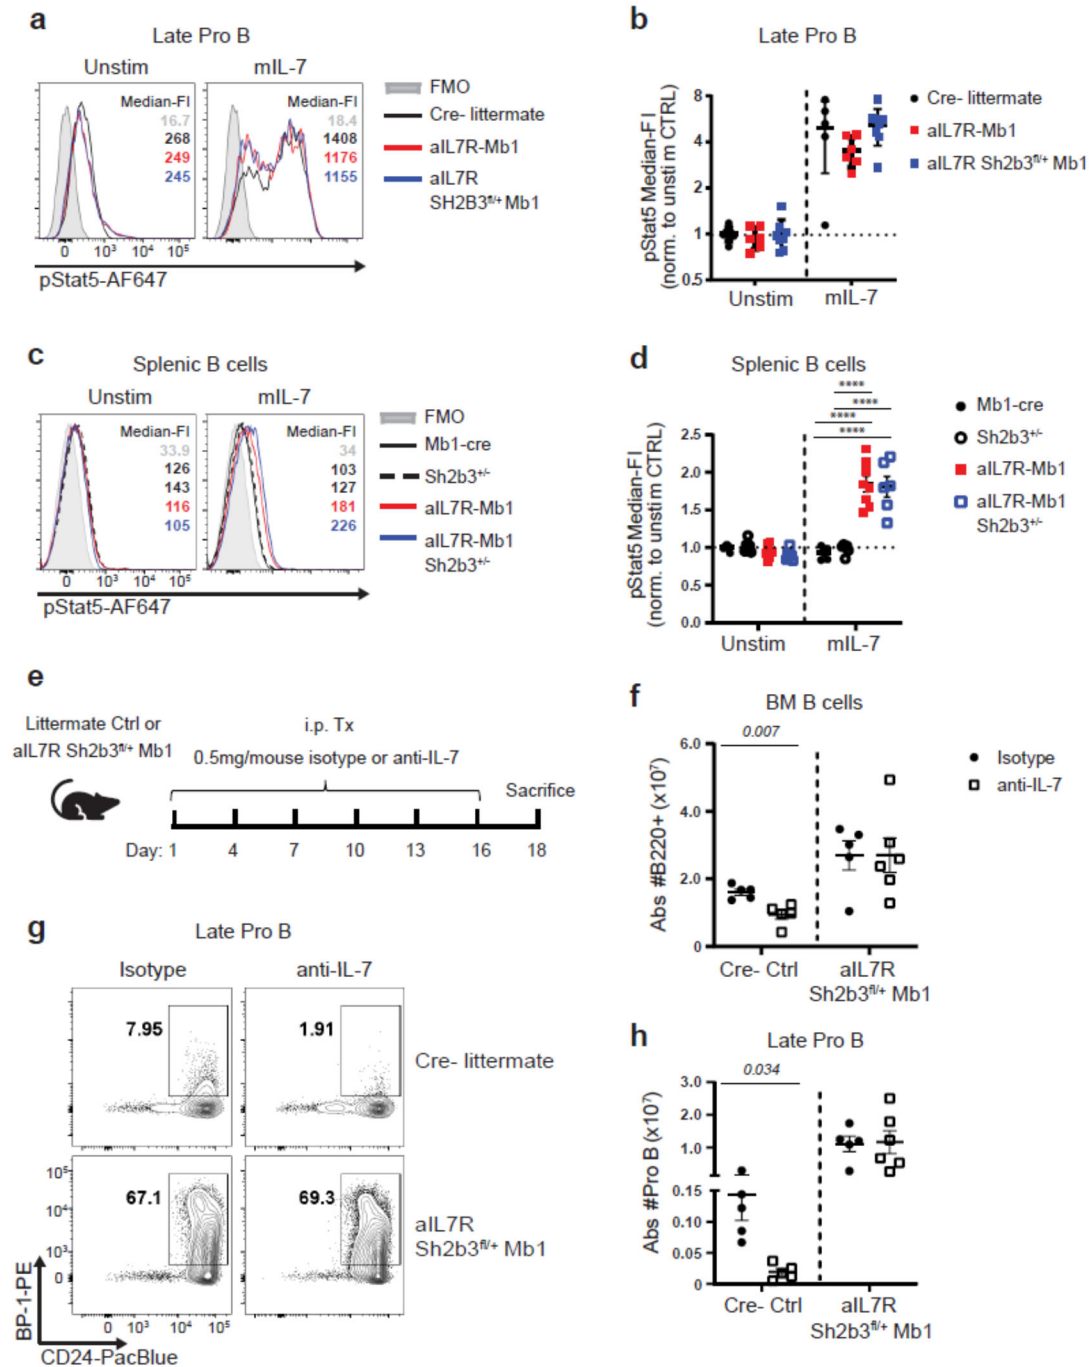 a
Late Pro B
Unstim
mIL-7
Median-FI
16.7
268
249
245
Median-FI
18.4
1408
1176
1155
0 10³ 10⁴ 10⁵
pStat5-AF647
FMO
Cre- littermate
aIL7R-Mb1
aIL7R
SH2B3fl/+ Mb1
b
Late Pro B
pStat5 Median-FI
(norm. to unstim CTRL)
8
4
2
1
0.5
Unstim
mIL-7
Cre- littermate
aIL7R-Mb1
aIL7R Sh2b3fl/+ Mb1
c
Splenic B cells
Unstim
mIL-7
Median-FI
33.9
126
143
116
105
Median-FI
34
103
127
181
226
0 10³ 10⁴ 10⁵
0 10³ 10⁴ 10⁵
pStat5-AF647
FMO
Mb1-cre
Sh2b3+/-
aIL7R-Mb1
aIL7R-Mb1
Sh2b3+/-
d
Splenic B cells
pStat5 Median-FI
(norm. to unstim CTRL)
****
****
****
****
2.5
2.0
1.5
1.0
0.5
0.0
Unstim
mIL-7
Mb1-cre
Sh2b3+/-
aIL7R-Mb1
aIL7R-Mb1
Sh2b3+/-
e
Littermate Ctrl or
aIL7R Sh2b3fl/+ Mb1
i.p. Tx
0.5mg/mouse isotype or anti-IL-7
Sacrifice
Day: 1 4 7 10 13 16 18
f
BM B cells
Abs #B220+ (x10⁷)
0.007
6.0
4.0
2.0
0
Cre- Ctrl
aIL7R
Sh2b3fl/+ Mb1
Isotype
anti-IL-7
g
Late Pro B
Isotype
anti-IL-7
7.95
1.91
Cre- littermate
67.1
69.3
aIL7R
Sh2b3fl/+ Mb1
10⁵
10⁴
10³
0
0 10³ 10⁴ 10⁵
BP-1-PE
CD24-PacBlue
h
Late Pro B
Abs #Pro B (x10⁷)
0.034
3.0
2.0
1.0
0.15
0.10
0.05
0
Cre- Ctrl
aIL7R
Sh2b3fl/+ Mb1